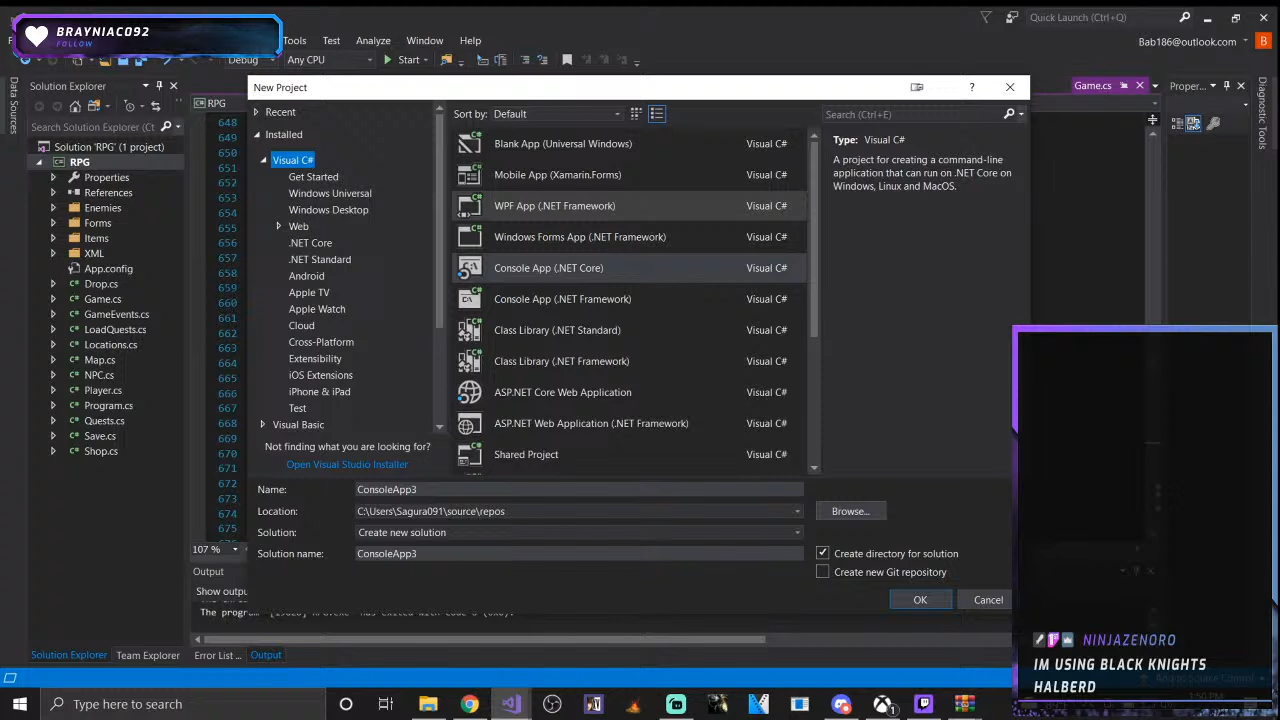 BRAYNIAC092
FOLLOW
Tools Test Analyze Window Help
Quick Launch (Ctrl+Q)
Debug Any CPU Start
Bab186@outlook.com B
Data Sources
Solution Explorer
Search Solution Explorer (Ct
Solution 'RPG' (1 project)
RPG
Properties
References
Enemies
Forms
Items
XML
App.config
Drop.cs
Game.cs
GameEvents.cs
LoadQuests.cs
Locations.cs
Map.cs
NPC.cs
Player.cs
Program.cs
Quests.cs
Save.cs
Shop.cs
Solution Explorer Team Explorer
RPG
648
649
650
651
652
653
654
655
656
657
658
659
660
661
662
663
664
665
666
667
668
669
670
671
672
673
674
675
107 %
Output
Show outpu
Error List ... Output
New Project
Recent
Installed
Visual C#
Get Started
Windows Universal
Windows Desktop
Web
.NET Core
.NET Standard
Android
Apple TV
Apple Watch
Cloud
Cross-Platform
Extensibility
iOS Extensions
iPhone & iPad
Test
Visual Basic
Not finding what you are looking for?
Open Visual Studio Installer
Sort by: Default
Search (Ctrl+E)
Blank App (Universal Windows) Visual C#
Mobile App (Xamarin.Forms) Visual C#
WPF App (.NET Framework) Visual C#
Windows Forms App (.NET Framework) Visual C#
Console App (.NET Core) Visual C#
Console App (.NET Framework) Visual C#
Class Library (.NET Standard) Visual C#
Class Library (.NET Framework) Visual C#
ASP.NET Core Web Application Visual C#
ASP.NET Web Application (.NET Framework) Visual C#
Shared Project Visual C#
Type: Visual C#
A project for creating a command-line
application that can run on .NET Core on
Windows, Linux and MacOS.
Name: ConsoleApp3
Location: C:\Users\Sagura091\source\repos
Browse...
Solution: Create new solution
Solution name: ConsoleApp3
Create directory for solution
Create new Git repository
OK Cancel
Game.cs
Proper...
Diagnostic Tools
NINJAZENORO
IM USING BLACK KNIGHTS
HALBERD
Add to Source Control
Type here to search
1:50 PM